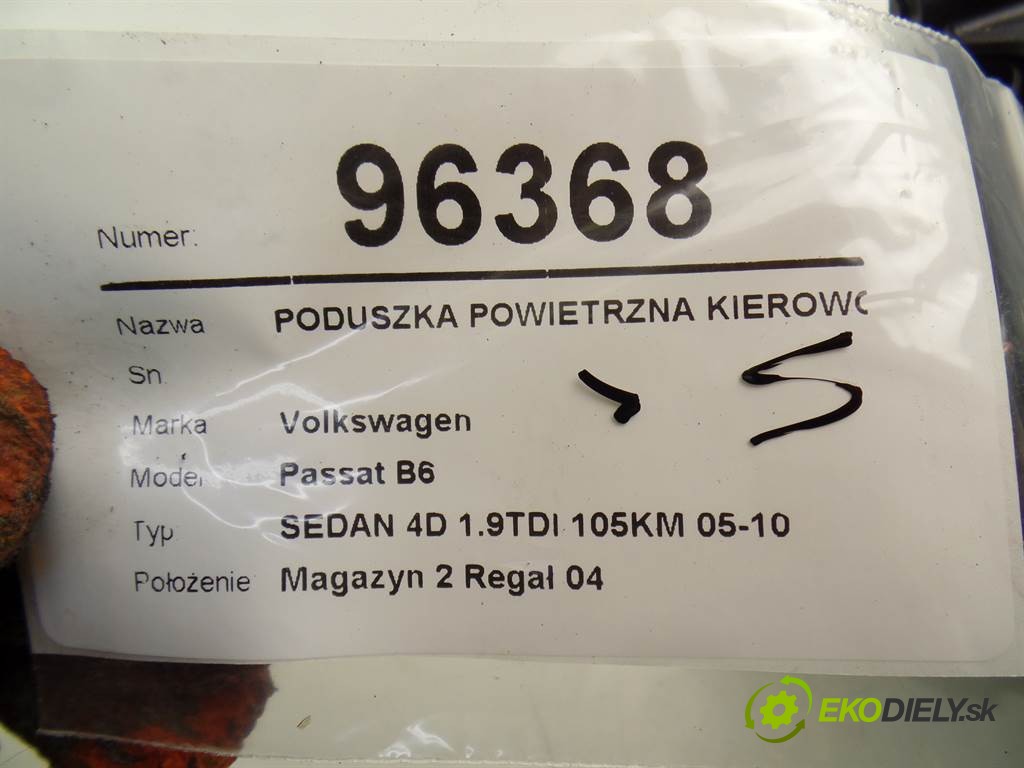 Numer: 96368
Nazwa PODUSZKA POWIETRZNA KIEROWC
Sn
Marka Volkswagen
Model Passat B6
Typ SEDAN 4D 1.9TDI 105KM 05-10
Położenie Magazyn 2 Regał 04
EKODIELY.sk